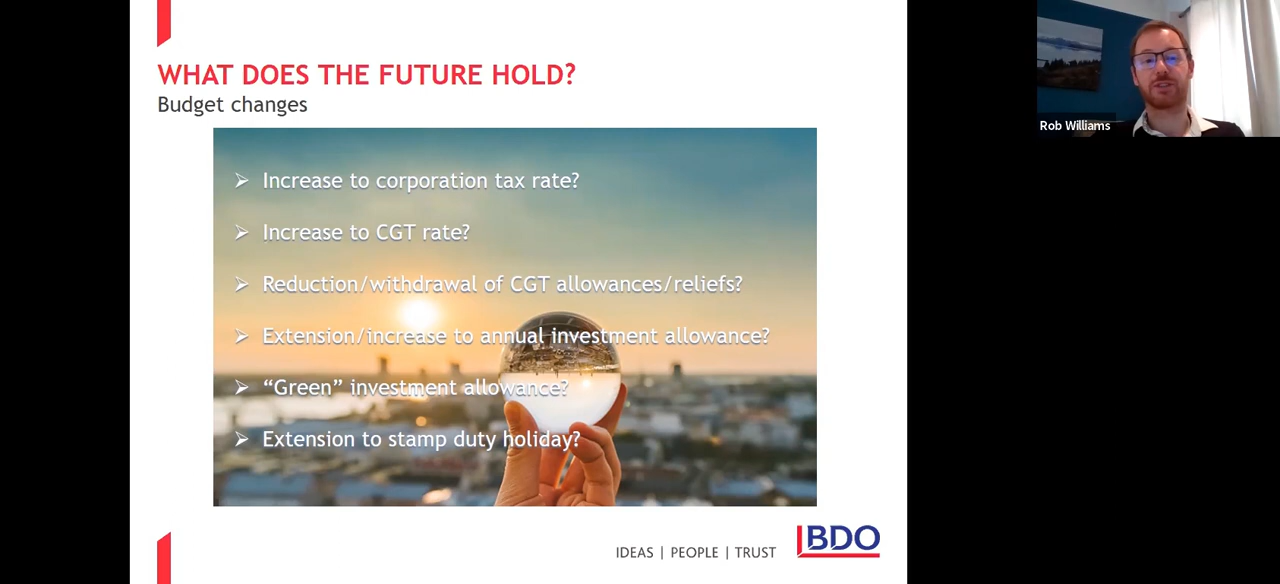 WHAT DOES THE FUTURE HOLD?
Budget changes
Increase to corporation tax rate?
Increase to CGT rate?
Reduction/withdrawal of CGT allowances/reliefs?
Extension/increase to annual investment allowance?
“Green” investment allowance?
Extension to stamp duty holiday?
IDEAS | PEOPLE | TRUST
BDO
Rob Williams